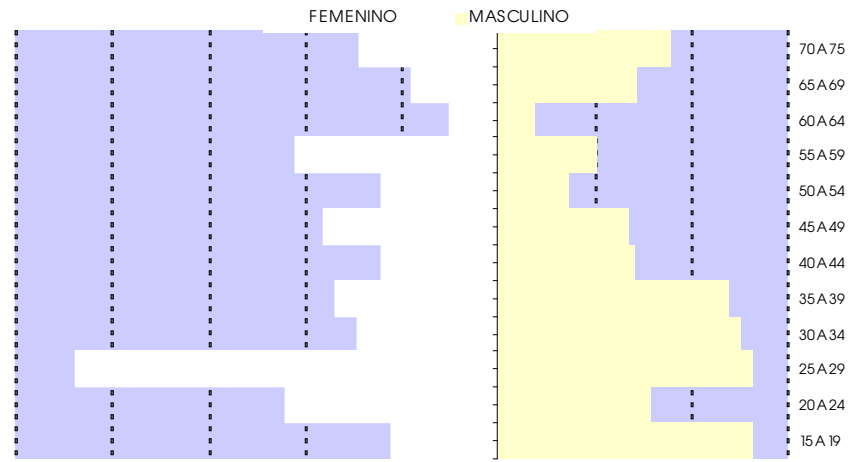 FEMENINO MASCULINO
70 A 75
65 A 69
60 A 64
55 A 59
50 A 54
45 A 49
40 A 44
35 A 39
30 A 34
25 A 29
20 A 24
15 A 19